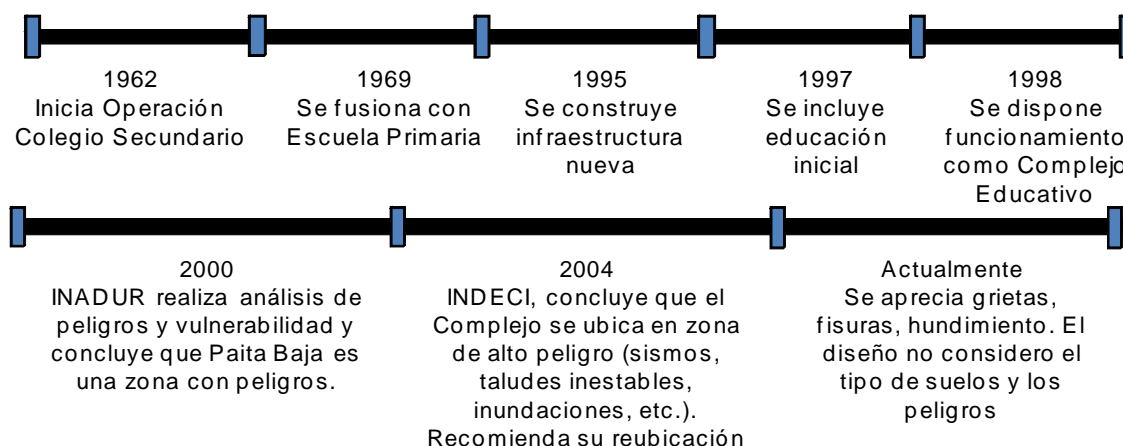 1962
Inicia Operación
Colegio Secundario
1969
Se fusiona con
Escuela Primaria
1995
Se construye
infraestructura
nueva
1997
Se incluye
educación
inicial
1998
Se dispone
funcionamiento
como Complejo
Educativo
2000
INADUR realiza análisis de
peligros y vulnerabilidad y
concluye que Paita Baja es
una zona con peligros.
2004
INDECI, concluye que el
Complejo se ubica en zona
de alto peligro (sismos,
taludes inestables,
inundaciones, etc.).
Recomienda su reubicación
Actualmente
Se aprecia grietas,
fisuras, hundimiento. El
diseño no considero el
tipo de suelos y los
peligros